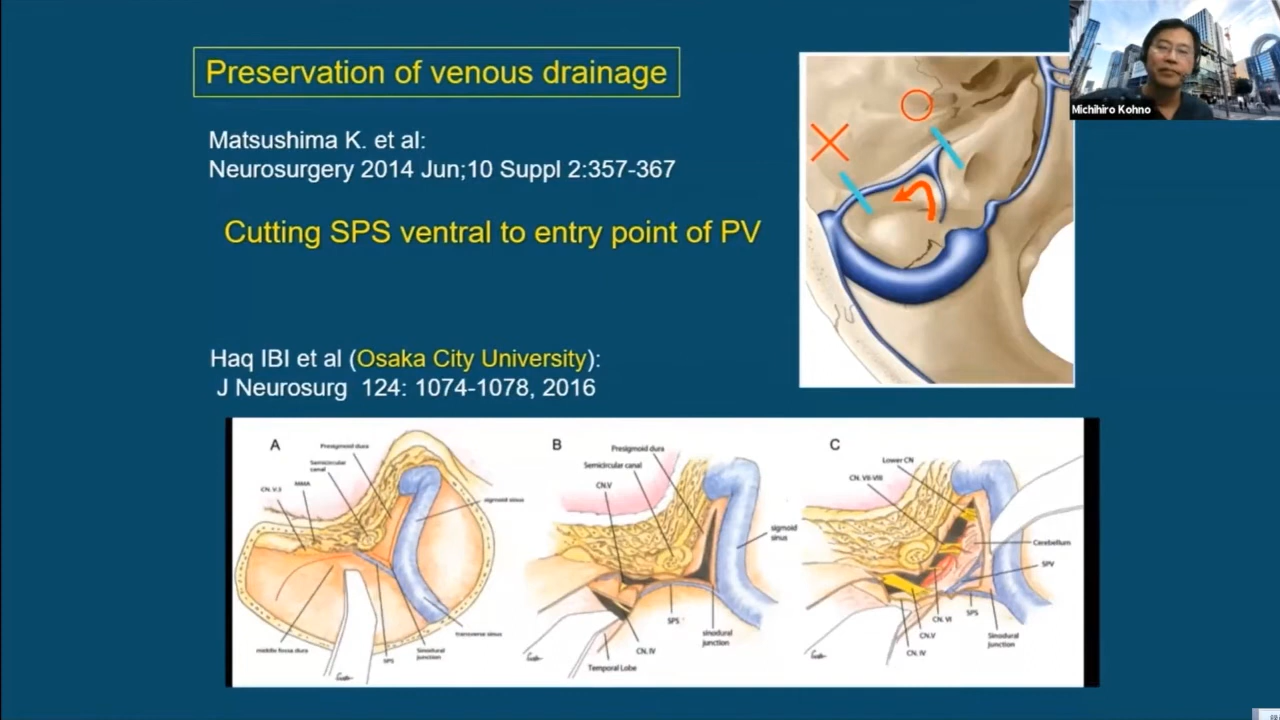 Preservation of venous drainage
Michihiro Kohno
Matsushima K. et al:
Neurosurgery 2014 Jun;10 Suppl 2:357-367
Cutting SPS ventral to entry point of PV
Haq IBI et al (Osaka City University):
J Neurosurg 124: 1074-1078, 2016
A
Presigmoid dura
Semicircular
canal
MMA
CN. V.3
sigmoid sinus
transverse sinus
Sinodural
junction
SPS
middle fossa dura
B
Presigmoid dura
Semicircular canal
CN.V
sigmoid
sinus
SPS
sinodural
junction
CN. IV
Temporal Lobe
C
Lower CN
CN. VII-VIII
Cerebellum
SPV
SPS
CN. VI
Sinodural
junction
CN.V
CN. IV